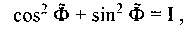 cos² Φ̃ + sin² Φ̃ = I ,